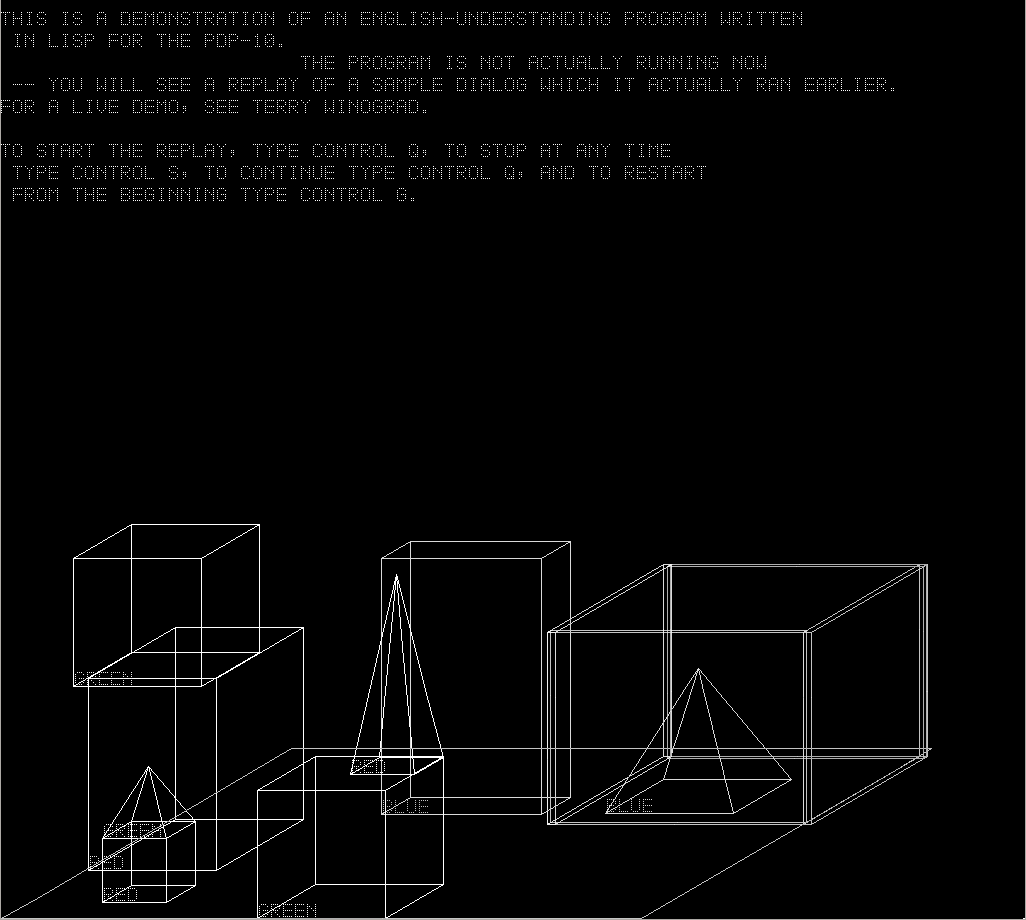 THIS IS A DEMONSTRATION OF AN ENGLISH-UNDERSTANDING PROGRAM WRITTEN
IN LISP FOR THE PDP-10.
THE PROGRAM IS NOT ACTUALLY RUNNING NOW
-- YOU WILL SEE A REPLAY OF A SAMPLE DIALOG WHICH IT ACTUALLY RAN EARLIER.
FOR A LIVE DEMO, SEE TERRY WINOGRAD.
TO START THE REPLAY, TYPE CONTROL Q, TO STOP AT ANY TIME
TYPE CONTROL S, TO CONTINUE TYPE CONTROL Q, AND TO RESTART
FROM THE BEGINNING TYPE CONTROL G.
GREEN
RED
BLUE
BLUE
GREEN
RED
RED
GREEN